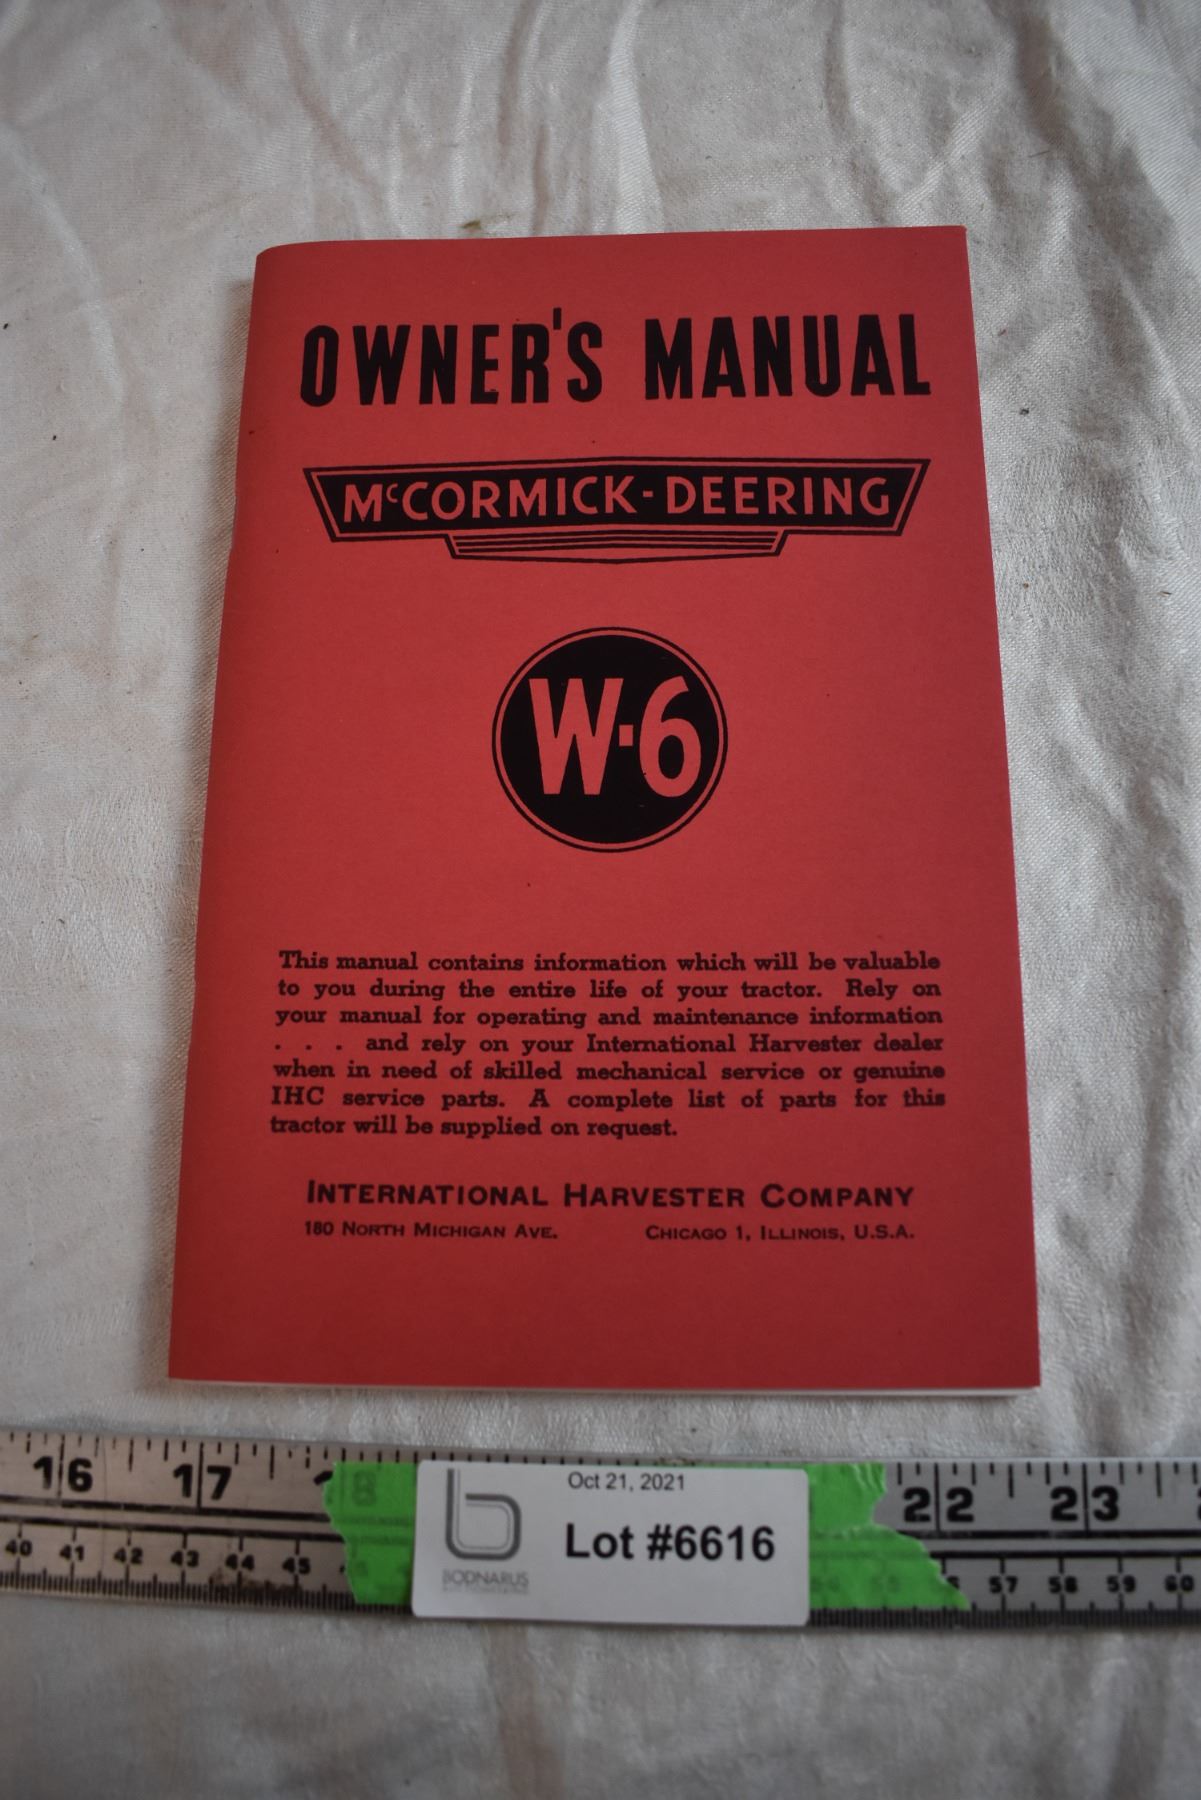 OWNER'S MANUAL
McCORMICK-DEERING
W-6
This manual contains information which will be valuable
to you during the entire life of your tractor. Rely on
your manual for operating and maintenance information
. . . and rely on your International Harvester dealer
when in need of skilled mechanical service or genuine
IHC service parts. A complete list of parts for this
tractor will be supplied on request.
INTERNATIONAL HARVESTER COMPANY
180 NORTH MICHIGAN AVE. CHICAGO 1, ILLINOIS, U.S.A.
16 17 18 22 23
Oct 21, 2021
Lot #6616
BODNARUS
40 41 42 43 44 45 57 58 59 60